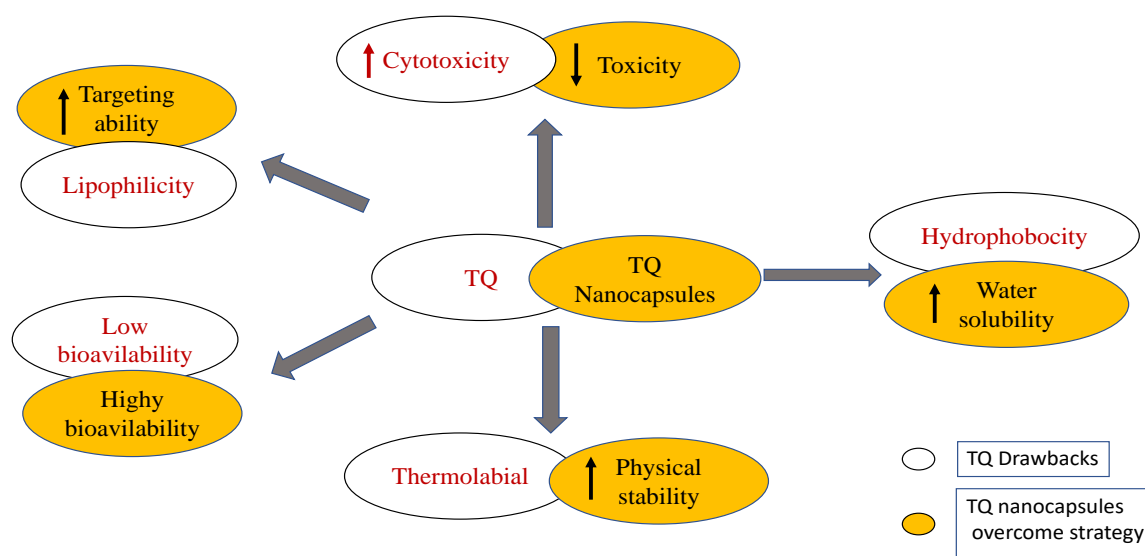 Cytotoxicity
Toxicity
Targeting
ability
Lipophilicity
Hydrophobocity
Water
solubility
TQ
TQ
Nanocapsules
Low
bioavilability
Highy
bioavilability
Thermolabial
Physical
stability
TQ Drawbacks
TQ nanocapsules
overcome strategy